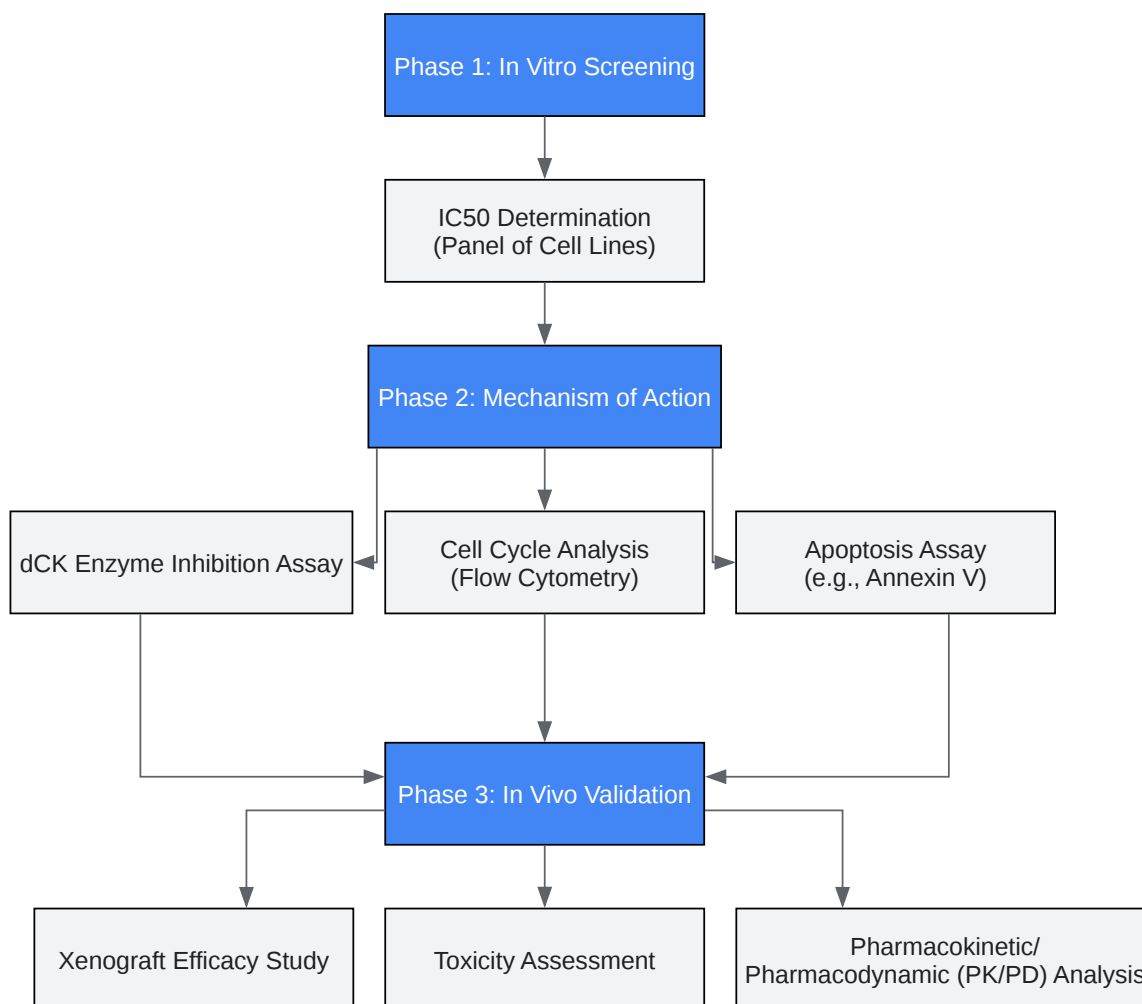 Phase 1: In Vitro Screening
IC50 Determination
(Panel of Cell Lines)
Phase 2: Mechanism of Action
dCK Enzyme Inhibition Assay
Cell Cycle Analysis
(Flow Cytometry)
Apoptosis Assay
(e.g., Annexin V)
Phase 3: In Vivo Validation
Xenograft Efficacy Study
Toxicity Assessment
Pharmacokinetic/
Pharmacodynamic (PK/PD) Analysis